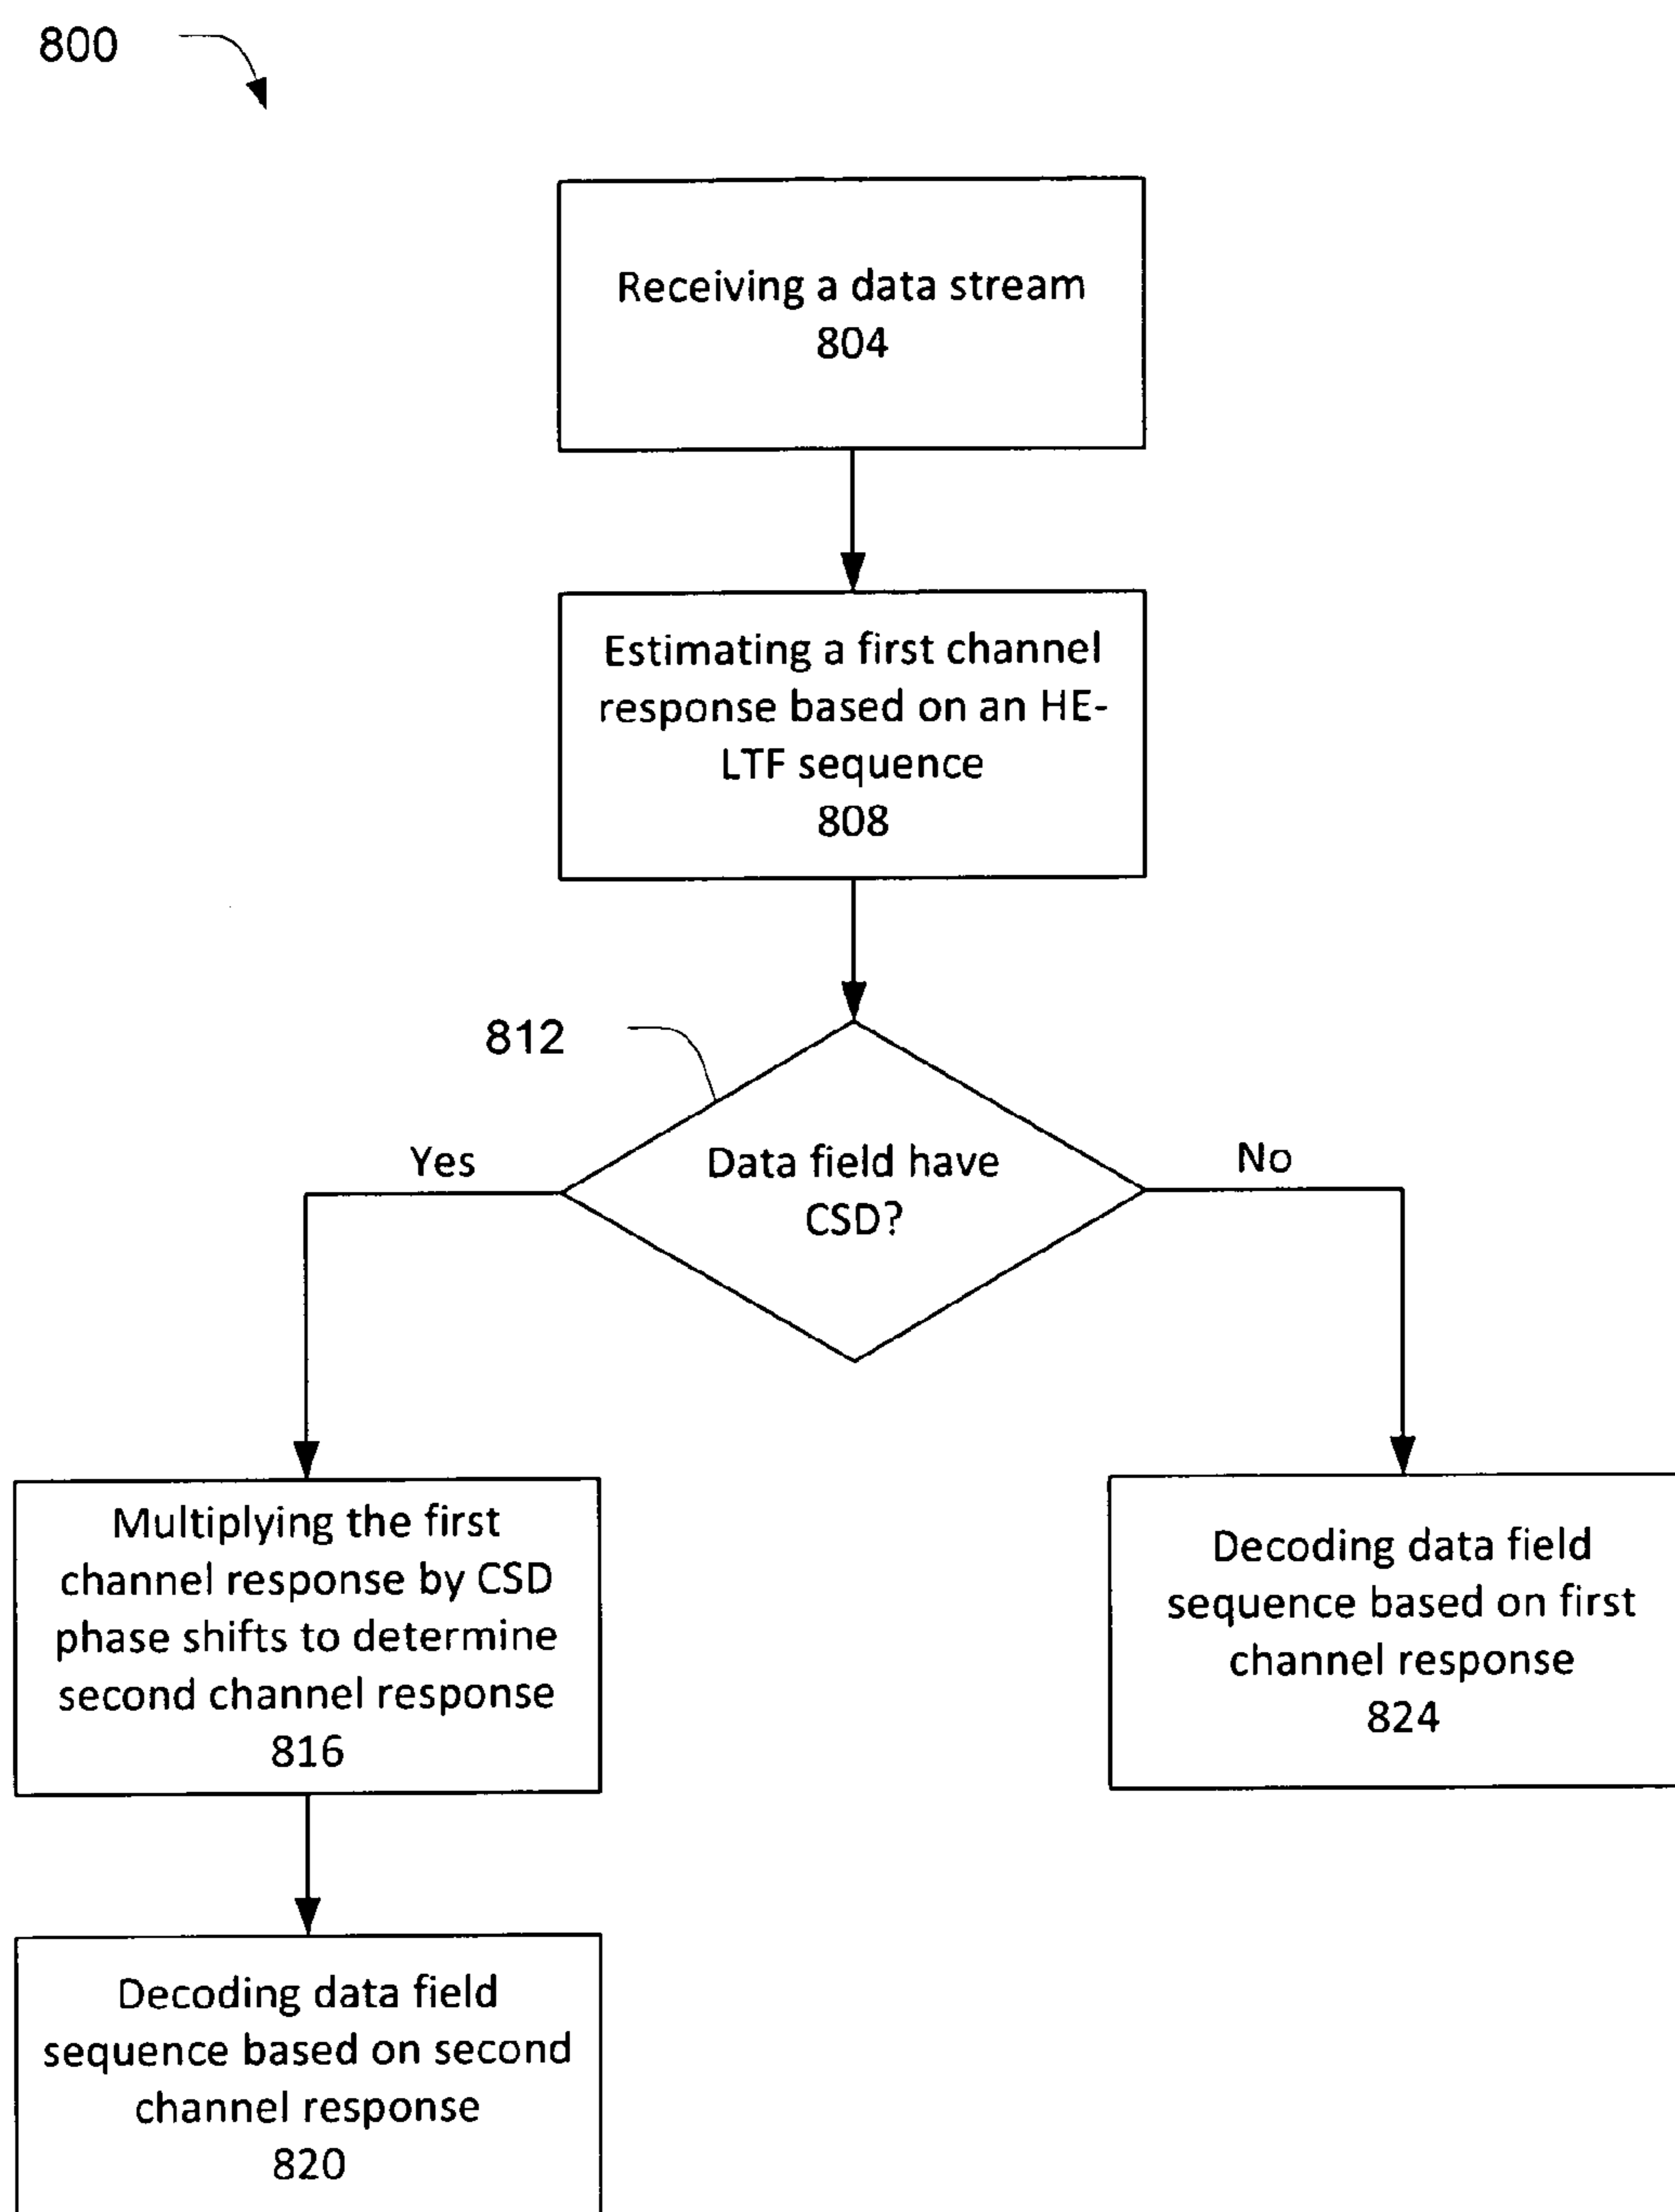 800
Receiving a data stream
804
Estimating a first channel
response based on an HE-
LTF sequence
808
812
Data field have
CSD?
Yes
No
Multiplying the first
channel response by CSD
phase shifts to determine
second channel response
816
Decoding data field
sequence based on first
channel response
824
Decoding data field
sequence based on second
channel response
820